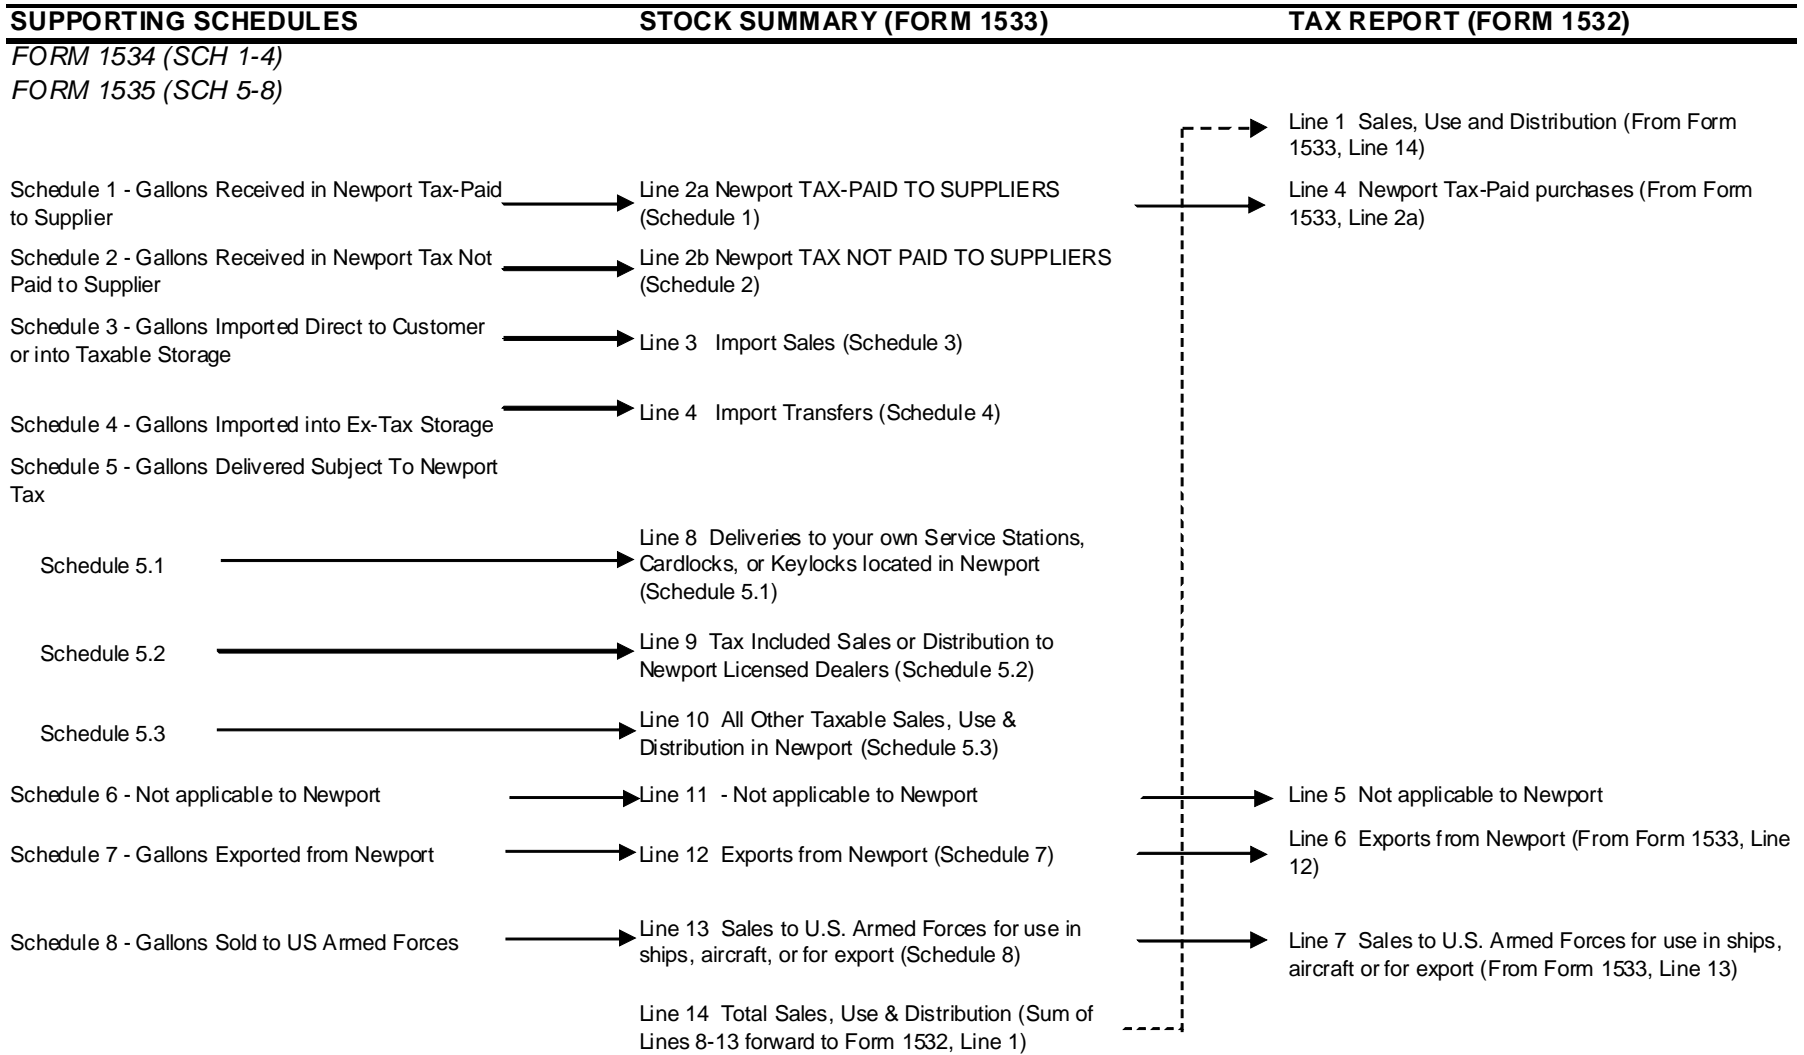 SUPPORTING SCHEDULES
STOCK SUMMARY (FORM 1533)
TAX REPORT (FORM 1532)
FORM 1534 (SCH 1-4)
FORM 1535 (SCH 5-8)
Line 1 Sales, Use and Distribution (From Form
1533, Line 14)
Schedule 1 - Gallons Received in Newport Tax-Paid
to Supplier
Line 2a Newport TAX-PAID TO SUPPLIERS
(Schedule 1)
Line 4 Newport Tax-Paid purchases (From Form
1533, Line 2a)
Schedule 2 - Gallons Received in Newport Tax Not
Paid to Supplier
Line 2b Newport TAX NOT PAID TO SUPPLIERS
(Schedule 2)
Schedule 3 - Gallons Imported Direct to Customer
or into Taxable Storage
Line 3 Import Sales (Schedule 3)
Schedule 4 - Gallons Imported into Ex-Tax Storage
Line 4 Import Transfers (Schedule 4)
Schedule 5 - Gallons Delivered Subject To Newport
Tax
Schedule 5.1
Line 8 Deliveries to your own Service Stations,
Cardlocks, or Keylocks located in Newport
(Schedule 5.1)
Schedule 5.2
Line 9 Tax Included Sales or Distribution to
Newport Licensed Dealers (Schedule 5.2)
Schedule 5.3
Line 10 All Other Taxable Sales, Use &
Distribution in Newport (Schedule 5.3)
Schedule 6 - Not applicable to Newport
Line 11 - Not applicable to Newport
Line 5 Not applicable to Newport
Schedule 7 - Gallons Exported from Newport
Line 12 Exports from Newport (Schedule 7)
Line 6 Exports from Newport (From Form 1533, Line
12)
Schedule 8 - Gallons Sold to US Armed Forces
Line 13 Sales to U.S. Armed Forces for use in
ships, aircraft, or for export (Schedule 8)
Line 7 Sales to U.S. Armed Forces for use in ships,
aircraft or for export (From Form 1533, Line 13)
Line 14 Total Sales, Use & Distribution (Sum of
Lines 8-13 forward to Form 1532, Line 1)